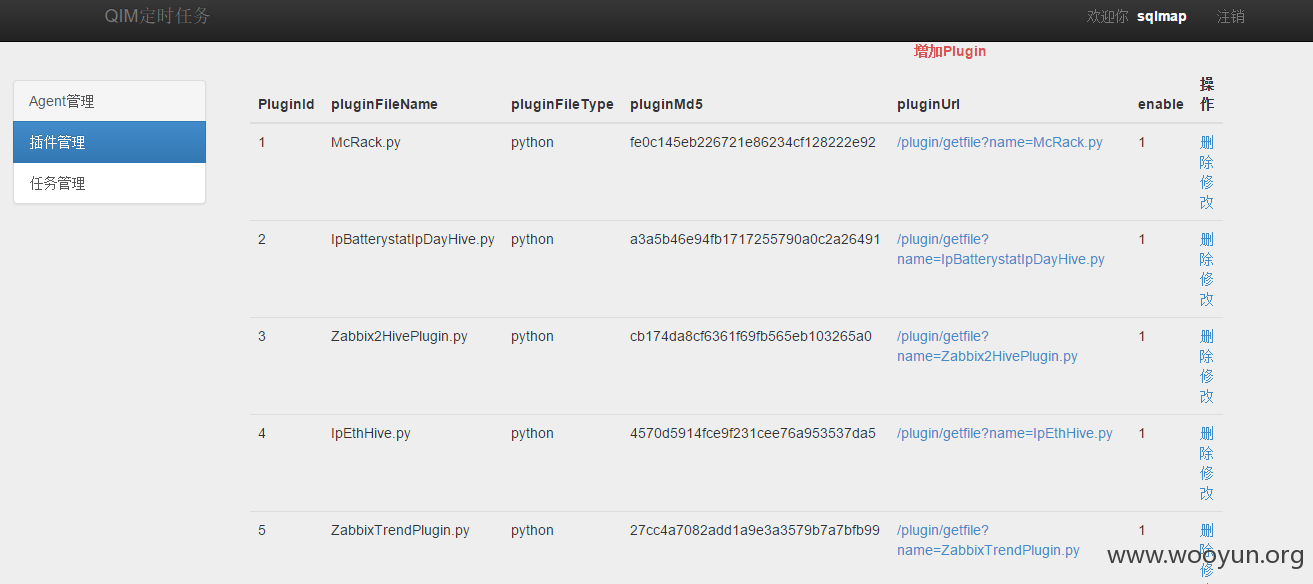 QIM定时任务 欢迎你 sqlmap 注销
增加Plugin
Agent管理
插件管理
任务管理
PluginId pluginFileName pluginFileType pluginMd5 pluginUrl enable 操作
1 McRack.py python fe0c145eb226721e86234cf128222e92 /plugin/getfile?name=McRack.py 1 删除修改
2 IpBatterystatIpDayHive.py python a3a5b46e94fb1717255790a0c2a26491 /plugin/getfile?name=IpBatterystatIpDayHive.py 1 删除修改
3 Zabbix2HivePlugin.py python cb174da8cf6361f69fb565eb103265a0 /plugin/getfile?name=Zabbix2HivePlugin.py 1 删除修改
4 IpEthHive.py python 4570d5914fce9f231cee76a953537da5 /plugin/getfile?name=IpEthHive.py 1 删除修改
5 ZabbixTrendPlugin.py python 27cc4a7082add1a9e3a3579b7a7bfb99 /plugin/getfile?name=ZabbixTrendPlugin.py 1 删除修
www.wooyun.org